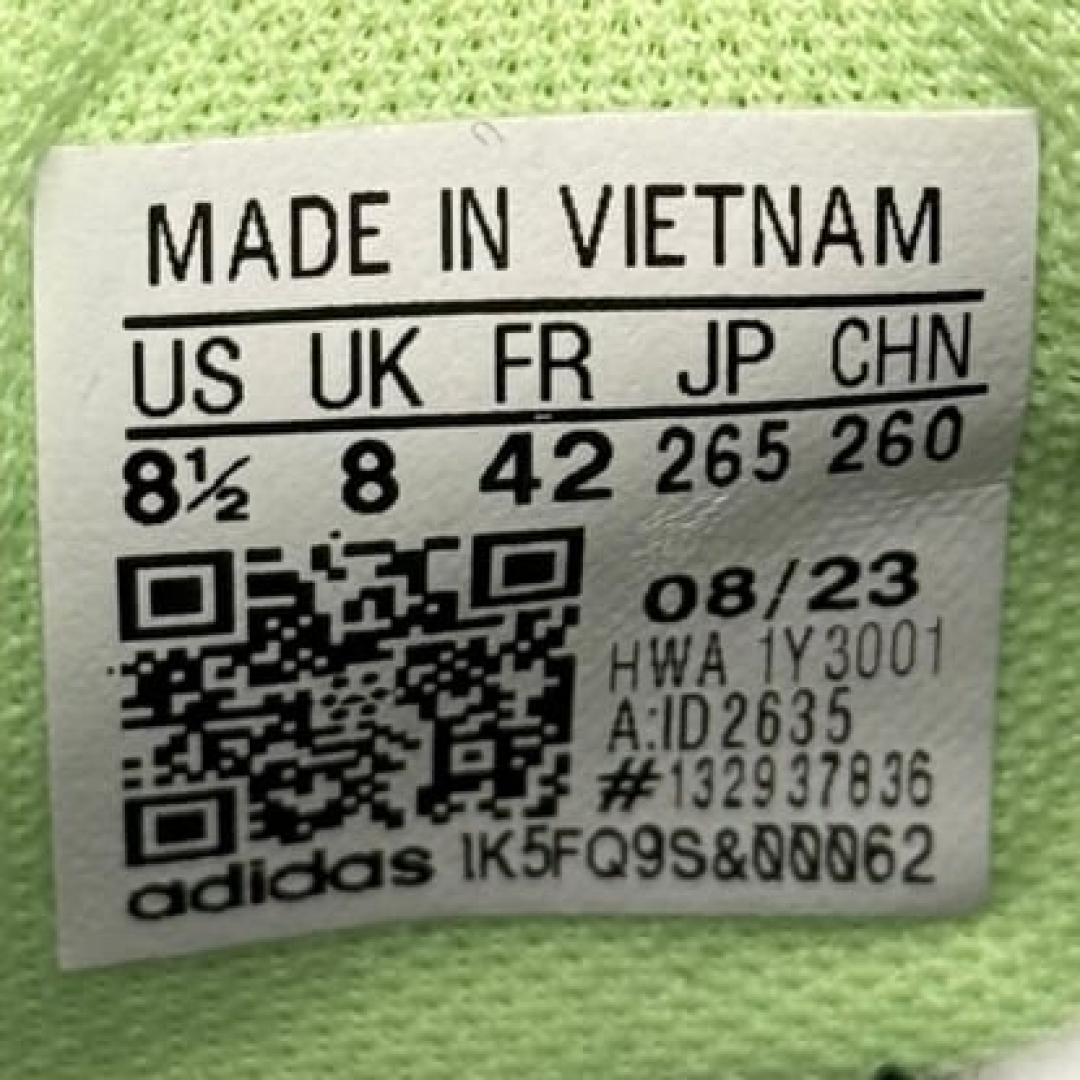 MADE IN VIETNAM
US UK FR JP CHN
8½ 8 42 265 260
08/23
HWA 1Y3001
A:ID2635
#132937836
adidas 1K5FQ9S&00062